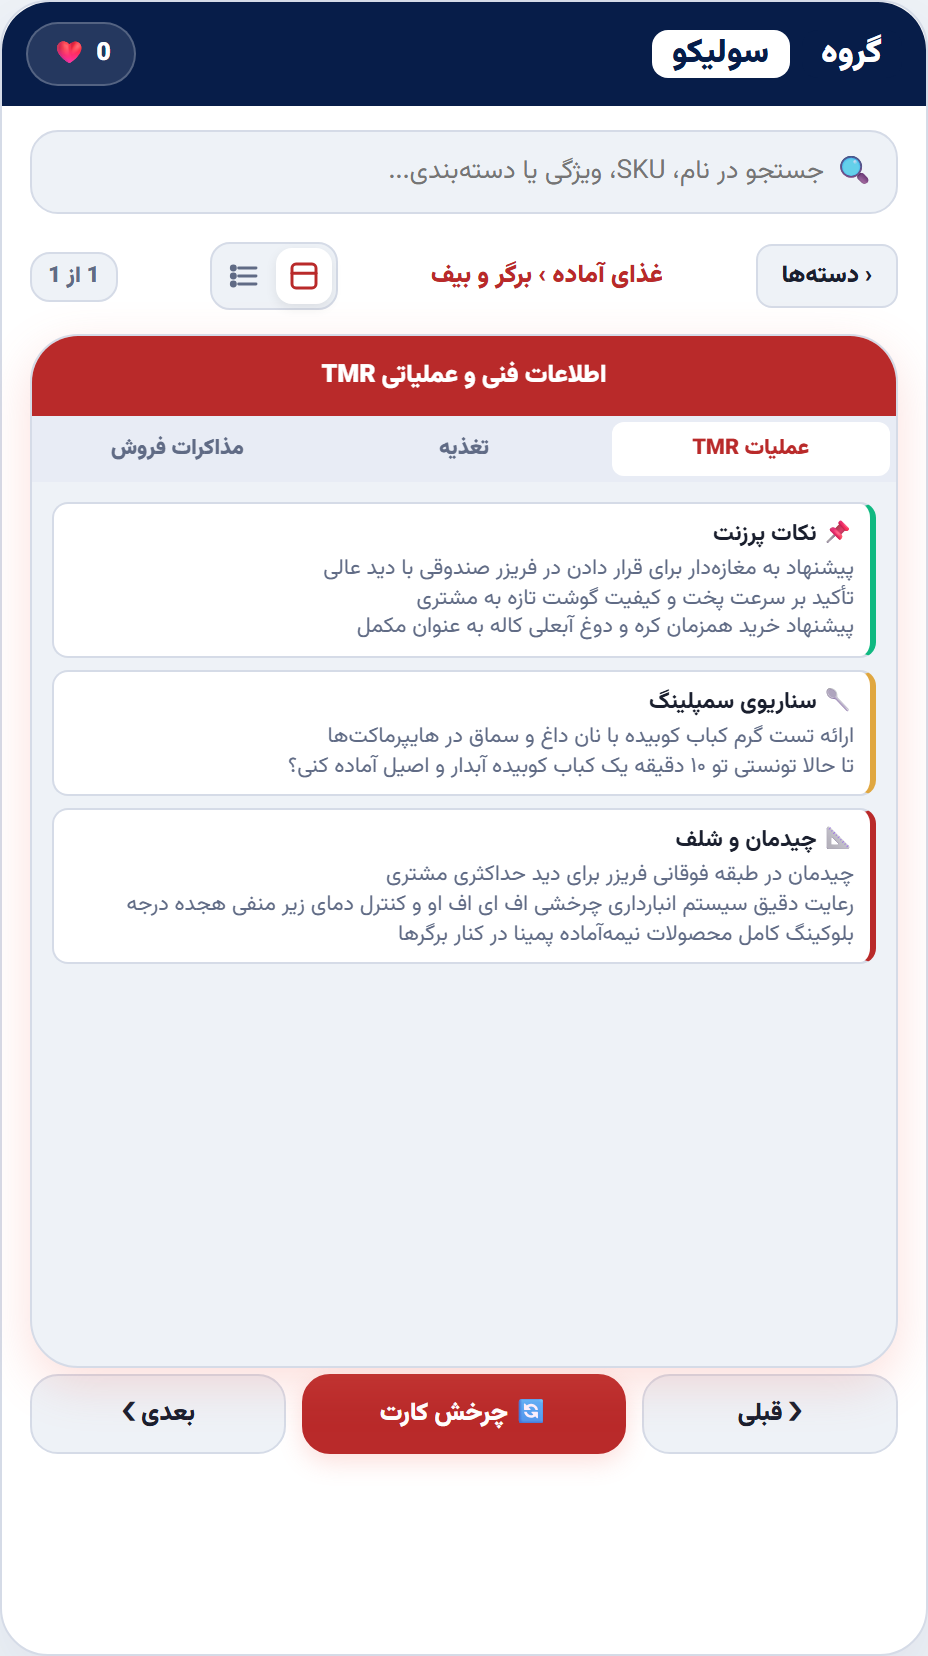 گروه سولیکو
0
جستجو در نام، SKU، ویژگی یا دسته‌بندی...
‹ دسته‌ها
غذای آماده › برگر و بیف
1 از 1
اطلاعات فنی و عملیاتی TMR
عملیات TMR
تغذیه
مذاکرات فروش
نکات پرزنت
پیشنهاد به مغازه‌دار برای قرار دادن در فریزر صندوقی با دید عالی
تأکید بر سرعت پخت و کیفیت گوشت تازه به مشتری
پیشنهاد خرید همزمان کره و دوغ آبعلی کاله به عنوان مکمل
سناریوی سمپلینگ
ارائه تست گرم کباب کوبیده با نان داغ و سماق در هایپرماکت‌ها
تا حالا تونستی تو ۱۰ دقیقه یک کباب کوبیده آبدار و اصیل آماده کنی؟
چیدمان و شلف
چیدمان در طبقه فوقانی فریزر برای دید حداکثری مشتری
رعایت دقیق سیستم انبارداری چرخشی اف ای اف او و کنترل دمای زیر منفی هجده درجه
بلوکینگ کامل محصولات نیمه‌آماده پمینا در کنار برگرها
❮ قبلی
چرخش کارت
بعدی ❯